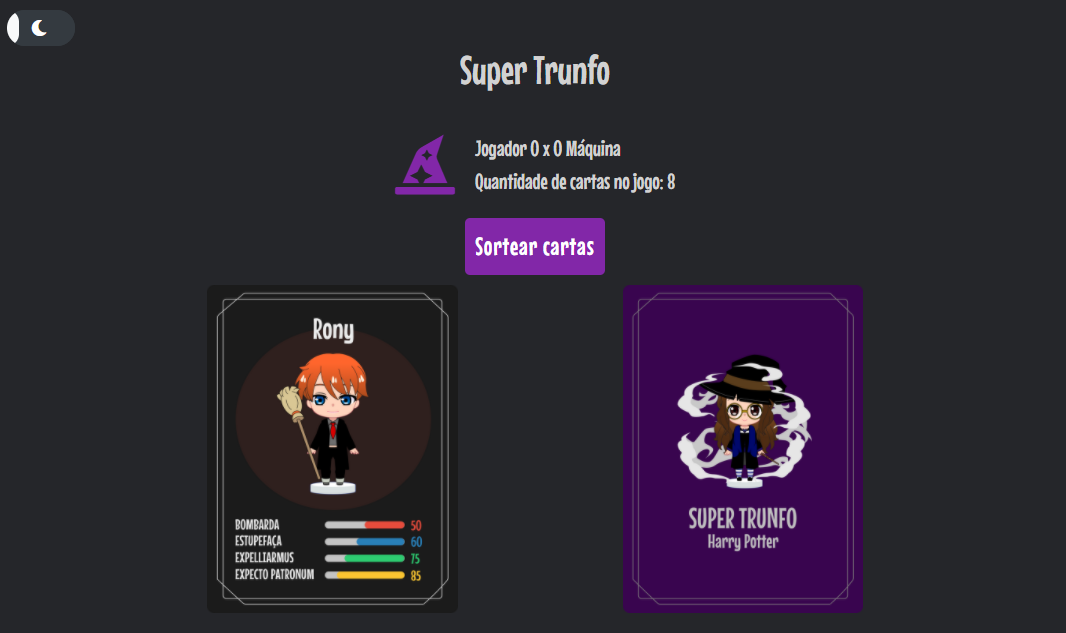 Super Trunfo
Jogador 0 x 0 Máquina
Quantidade de cartas no jogo: 8
Sortear cartas
Rony
BOMBARDA 50
ESTUPEFAÇA 60
EXPELLIARMUS 75
EXPECTO PATRONUM 85
SUPER TRUNFO
Harry Potter